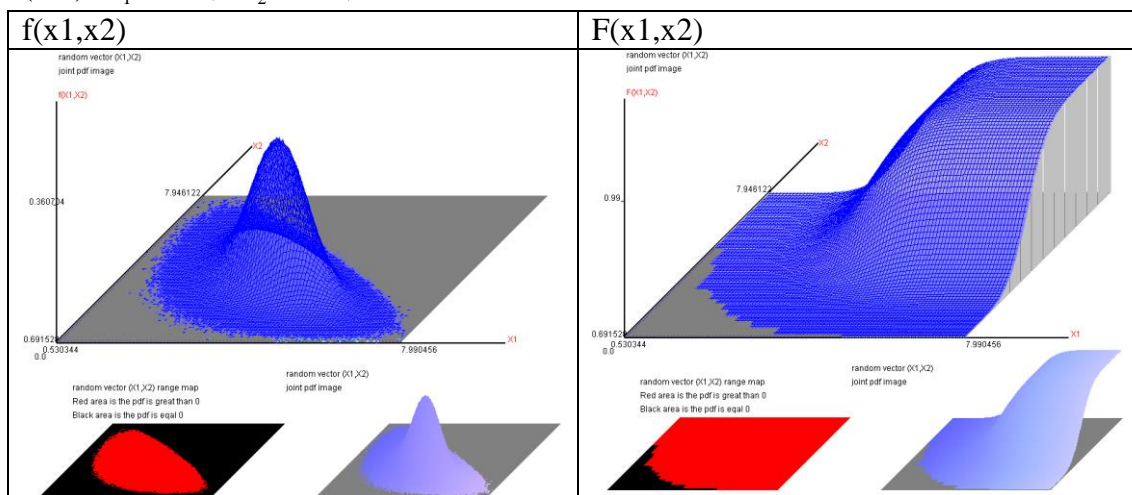 f(x1,x2)
random vector (X1,X2)
joint pdf image
f(X1,X2)
X2
7.946122
0.360704
0.691528
0.530344
0.0
7.990456
X1
random vector (X1,X2) range map
Red area is the pdf is great than 0
Black area is the pdf is eqal 0
random vector (X1,X2)
joint pdf image
F(x1,x2)
random vector (X1,X2)
joint pdf image
F(X1,X2)
X2
7.946122
0.99
0.691528
0.530344
0.0
7.990456
X1
random vector (X1,X2) range map
Red area is the pdf is great than 0
Black area is the pdf is eqal 0
random vector (X1,X2)
joint pdf image